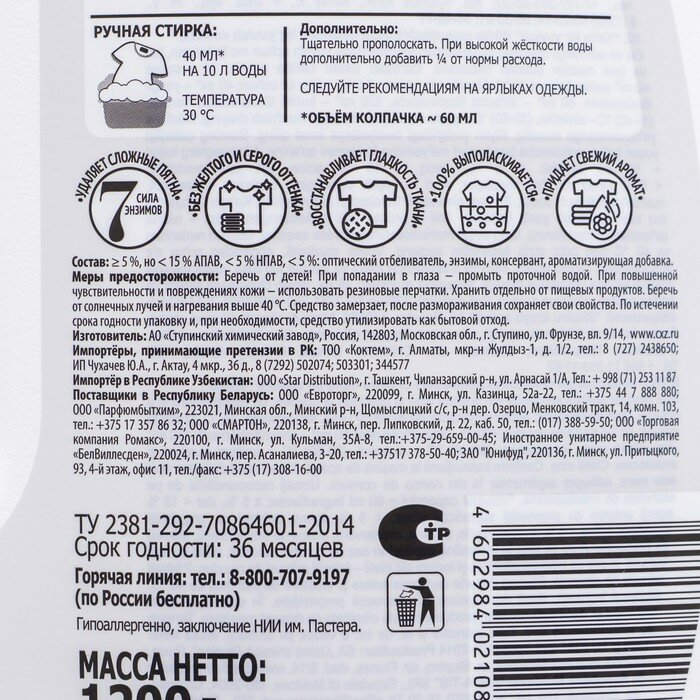 РУЧНАЯ СТИРКА:
40 МЛ*
НА 10 Л ВОДЫ
ТЕМПЕРАТУРА
30 °С
Дополнительно:
Тщательно прополоскать. При высокой жёсткости воды
дополнительно добавить ¼ от нормы расхода.
СЛЕДУЙТЕ РЕКОМЕНДАЦИЯМ НА ЯРЛЫКАХ ОДЕЖДЫ.
*ОБЪЁМ КОЛПАЧКА ~ 60 МЛ
•УДАЛЯЕТ СЛОЖНЫЕ ПЯТНА•
7 СИЛА
ЭНЗИМОВ
•БЕЗ ЖЕЛТОГО И СЕРОГО ОТТЕНКА•
ВОССТАНАВЛИВАЕТ ГЛАДКОСТЬ ТКАНИ
•100% ВЫПОЛАСКИВАЕТСЯ•
•ПРИДАЕТ СВЕЖИЙ АРОМАТ•
Состав: ≥ 5 %, но < 15 % АПАВ, < 5 % НПАВ, < 5 %: оптический отбеливатель, энзимы, консервант, ароматизирующая добавка.
Меры предосторожности: Беречь от детей! При попадании в глаза – промыть проточной водой. При повышенной
чувствительности и повреждениях кожи – использовать резиновые перчатки. Хранить отдельно от пищевых продуктов. Беречь
от солнечных лучей и нагревания выше 40 °С. Средство замерзает, после размораживания сохраняет свои свойства. По истечении
срока годности упаковку и, при необходимости, средство утилизировать как бытовой отход.
Изготовитель: АО «Ступинский химический завод», Россия, 142803, Московская обл., г. Ступино, ул. Фрунзе, вл. 9/14, www.cxz.ru
Импортёры, принимающие претензии в РК: ТОО «Коктем», г. Алматы, мкр-н Жулдыз-1, д. 1/2, тел.: 8 (727) 2438650;
ИП Чухачев Ю.А., г. Актау, 4 мкр., 36 д., 8 (7292) 502074; 503301; 344577
Импортёр в Республике Узбекистан: ООО «Star Distribution», г. Ташкент, Чиланзарский р-н, ул. Арнасай 1/А, Тел.: + 998 (71) 253 11 87
Поставщики в Республику Беларусь: ООО «Евроторг», 220099, г. Минск, ул. Казинца, 52а-22, тел.: +375 44 7 888 880;
ООО «Парфюмбытхим», 223021, Минская обл., Минский р-н, Щомыслицкий с/с, р-н дер. Озерцо, Менковский тракт, 14, комн. 103,
тел.: +375 17 357 86 32; ООО «СМАРТОН», 220138, г. Минск, пер. Липковский, д. 22, каб. 50, тел.: (017) 388-59-50; ООО «Торговая
компания Ромакс», 220100, г. Минск, ул. Кульман, 35А-8, тел.:+375-29-659-00-45; Иностранное унитарное предприятие
«БелВиллесден», 220024, г. Минск, пер. Асаналиева, 3-20, тел.:+37517 378-50-40; ЗАО "Юнифуд", 220136, г. Минск, ул. Притыцкого,
93, 4-й этаж, офис 11, тел./факс: +375 (17) 308-16-00
ТУ 2381-292-70864601-2014
Срок годности: 36 месяцев
Горячая линия: тел.: 8-800-707-9197
(по России бесплатно)
Гипоаллергенно, заключение НИИ им. Пастера.
СТР
МАССА НЕТТО:
1200 г
4 602984 02108